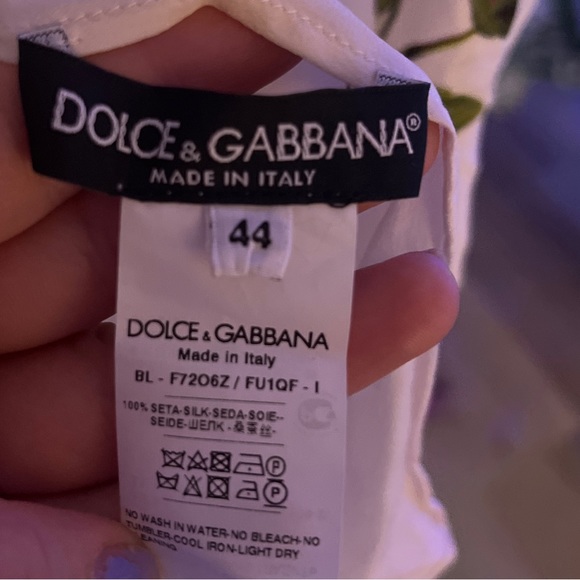 DOLCE & GABBANA®
MADE IN ITALY
44
DOLCE & GABBANA
Made in Italy
BL - F72O6Z / FU1QF - I
100% SETA-SILK-SEDA-SOIE--
SEIDE-ШЕЛК -桑蚕丝-
P
P
NO WASH IN WATER-NO BLEACH-NO
TUMBLER-COOL IRON-LIGHT DRY
CLEANING